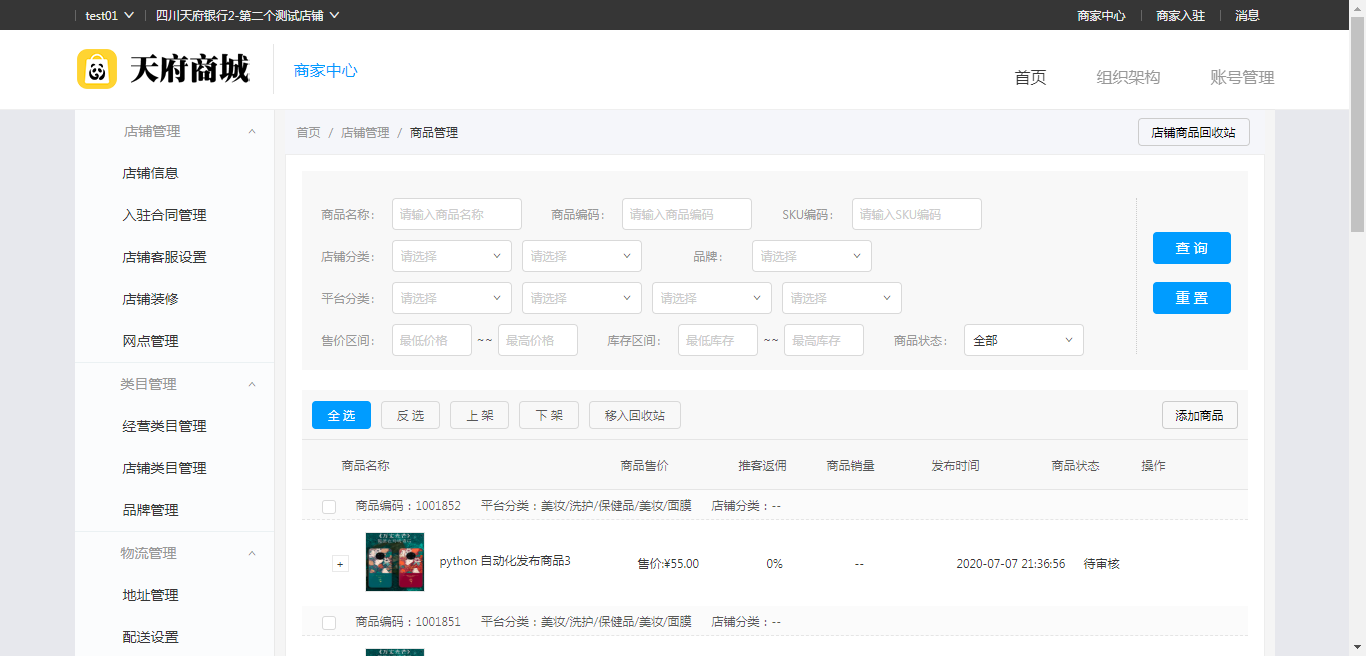 test01 四川天府银行2-第二个测试店铺 商家中心 商家入驻 消息
天府商城 商家中心 首页 组织架构 账号管理
店铺管理
店铺信息
入驻合同管理
店铺客服设置
店铺装修
网点管理
类目管理
经营类目管理
店铺类目管理
品牌管理
物流管理
地址管理
配送设置
首页 / 店铺管理 / 商品管理 店铺商品回收站
商品名称: 请输入商品名称 商品编码: 请输入商品编码 SKU编码: 请输入SKU编码
店铺分类: 请选择 请选择 品牌: 请选择
平台分类: 请选择 请选择 请选择 请选择
售价区间: 最低价格 ~~ 最高价格 库存区间: 最低库存 ~~ 最高库存 商品状态: 全部
查 询
重 置
全 选 反 选 上 架 下 架 移入回收站 添加商品
商品名称 商品售价 推客返佣 商品销量 发布时间 商品状态 操作
商品编码：1001852 平台分类：美妆/洗护/保健品/美妆/面膜 店铺分类：--
+ python 自动化发布商品3 售价:¥55.00 0% -- 2020-07-07 21:36:56 待审核
商品编码：1001851 平台分类：美妆/洗护/保健品/美妆/面膜 店铺分类：--